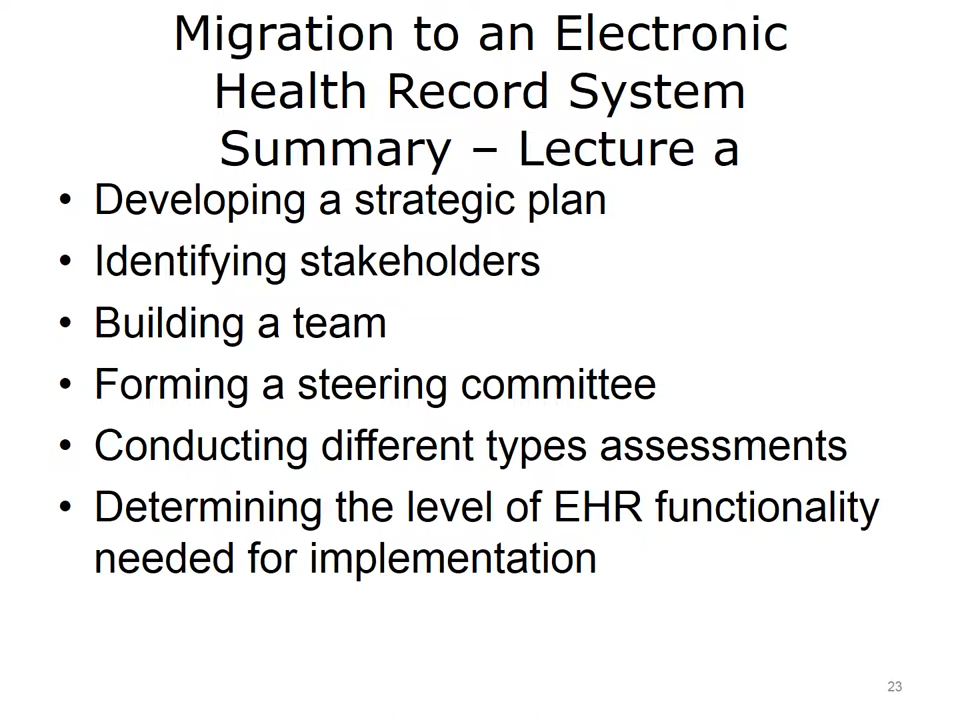 Migration to an Electronic
Health Record System
Summary – Lecture a
• Developing a strategic plan
• Identifying stakeholders
• Building a team
• Forming a steering committee
• Conducting different types assessments
• Determining the level of EHR functionality
needed for implementation
23